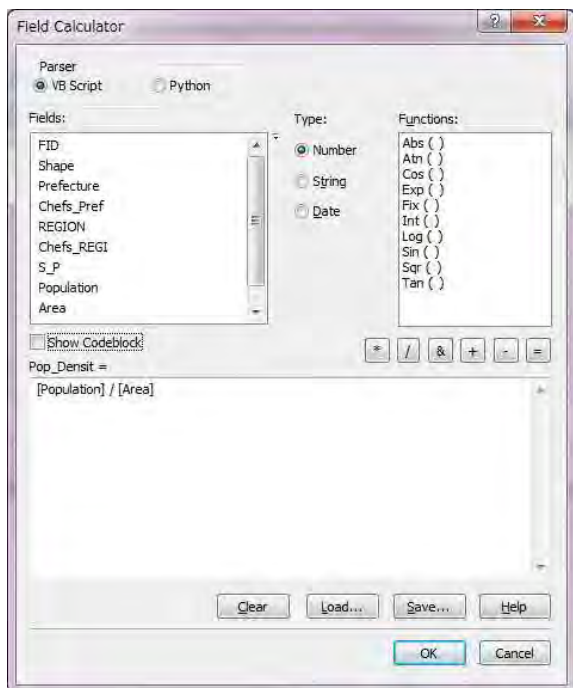 Field Calculator
Parser
VB Script
Python
Fields:
Type:
Functions:
FID
Shape
Prefecture
Chefs_Pref
REGION
Chefs_REGI
S_P
Population
Area
Number
String
Date
Abs ( )
Atn ( )
Cos ( )
Exp ( )
Fix ( )
Int ( )
Log ( )
Sin ( )
Sqr ( )
Tan ( )
Show Codeblock
* / & + - =
Pop_Densit =
[Population] / [Area]
Clear
Load...
Save...
Help
OK
Cancel